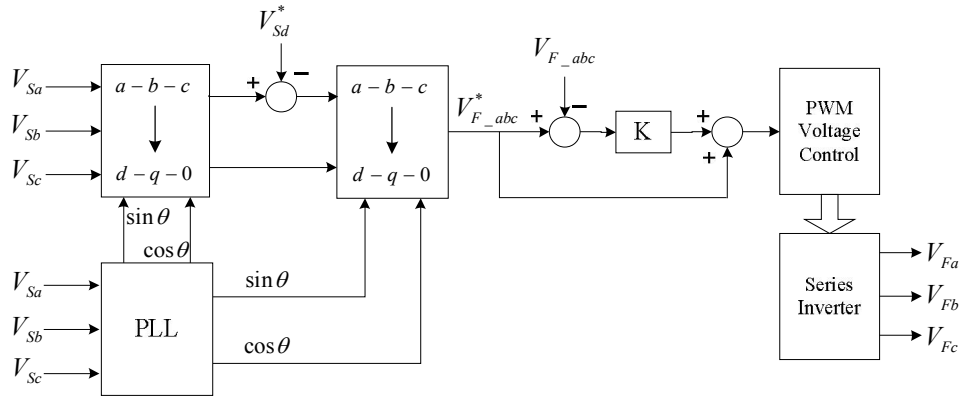 V*Sd
VSa
VSb
VSc
a – b – c
d – q – 0
+
−
a – b – c
d – q – 0
V*F_abc
VF_abc
+
−
K
+
+
PWM
Voltage
Control
sin θ
cos θ
VSa
VSb
VSc
PLL
sin θ
cos θ
Series
Inverter
VFa
VFb
VFc